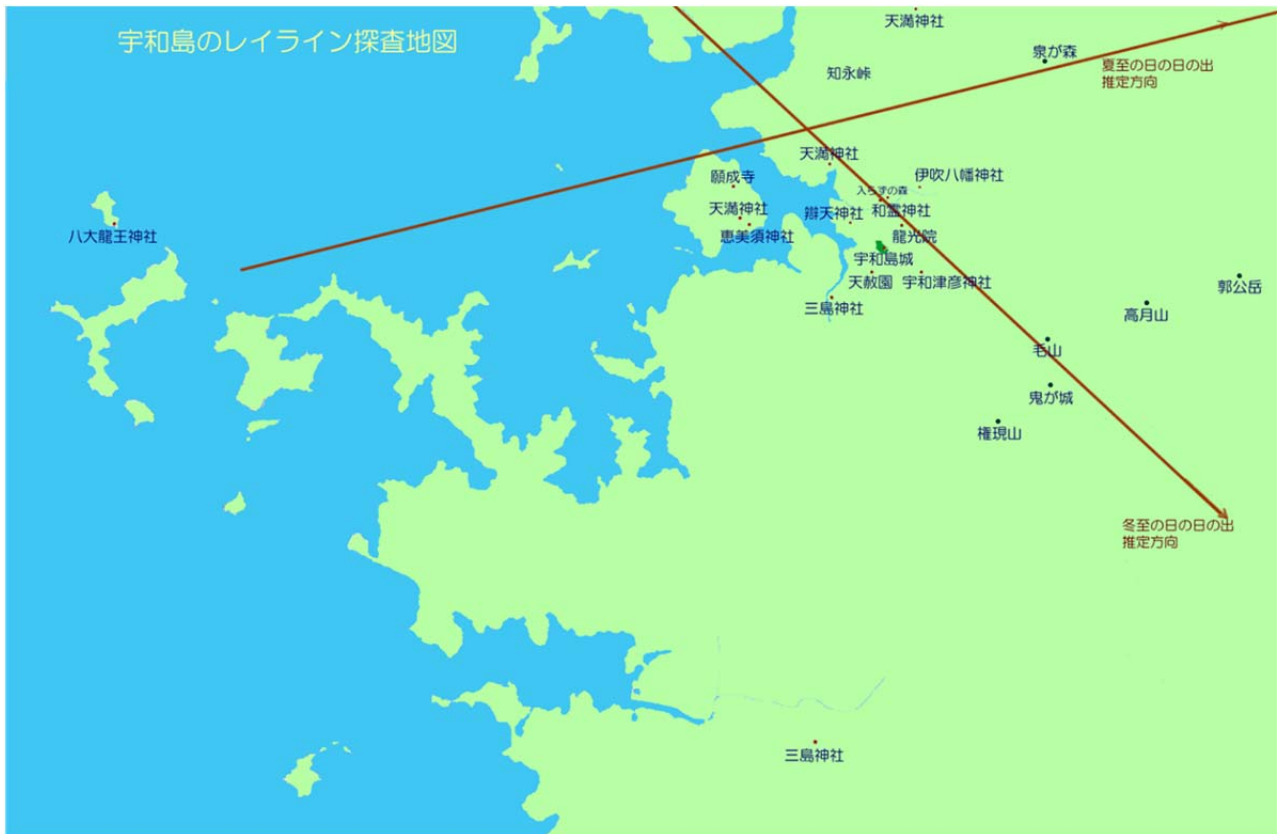 宇和島のレイライン探査地図
天満神社
泉が森
夏至の日の日の出
推定方向
知永峠
天満神社
願成寺
伊吹八幡神社
入らずの森
天満神社
辯天神社
和霊神社
八大龍王神社
恵美須神社
龍光院
宇和島城
天赦園
宇和津彦神社
三島神社
郭公岳
高月山
毛山
鬼が城
権現山
冬至の日の日の出
推定方向
三島神社